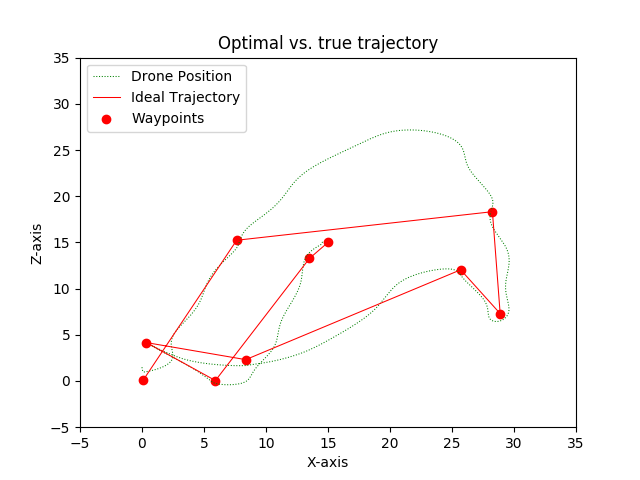 Optimal vs. true trajectory
Drone Position
Ideal Trajectory
Waypoints
35
30
25
20
15
10
5
0
−5
Z-axis
−5 0 5 10 15 20 25 30 35
X-axis